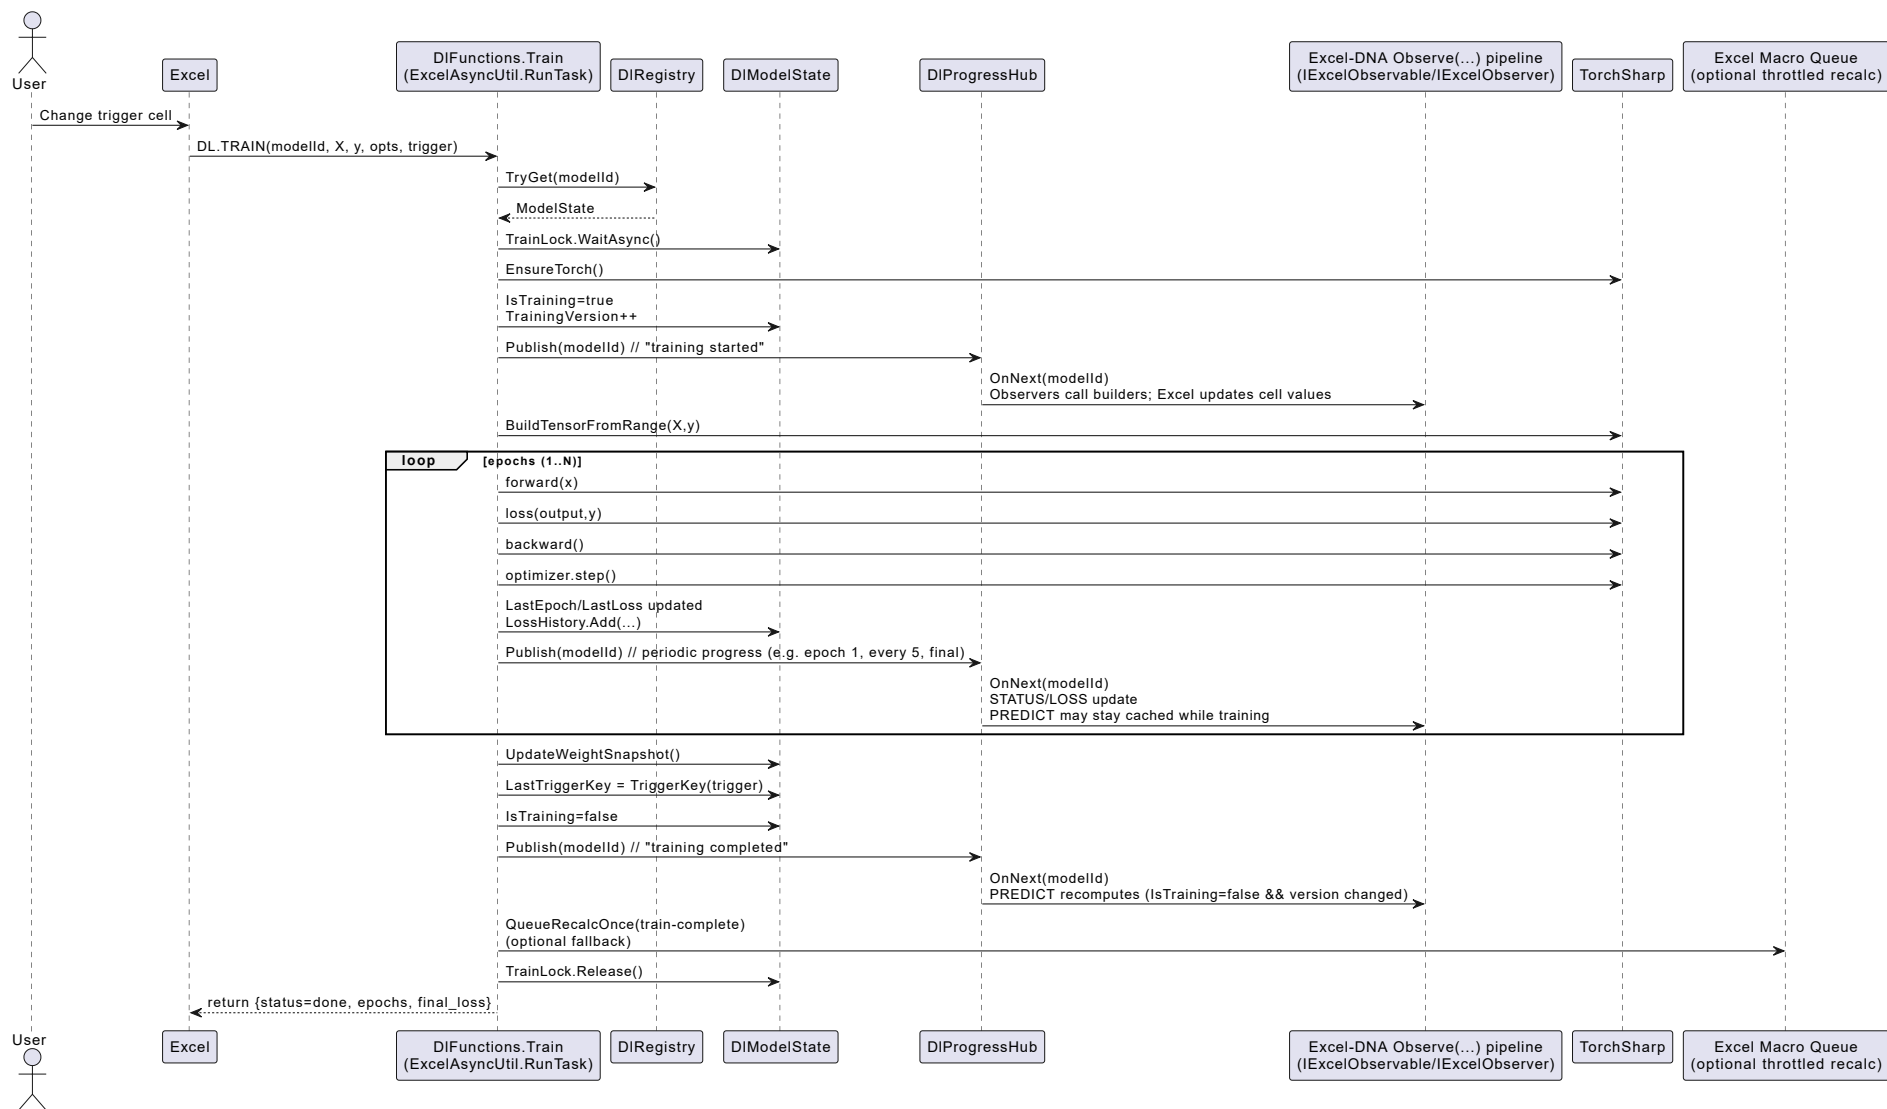 User
Excel
DlFunctions.Train
(ExcelAsyncUtil.RunTask)
DlRegistry
DlModelState
DlProgressHub
Excel-DNA Observe(...) pipeline
(IExcelObservable/IExcelObserver)
TorchSharp
Excel Macro Queue
(optional throttled recalc)
Change trigger cell
DL.TRAIN(modelId, X, y, opts, trigger)
TryGet(modelId)
ModelState
TrainLock.WaitAsync()
EnsureTorch()
IsTraining=true
TrainingVersion++
Publish(modelId) // "training started"
OnNext(modelId)
Observers call builders; Excel updates cell values
BuildTensorFromRange(X,y)
loop [epochs (1..N)]
forward(x)
loss(output,y)
backward()
optimizer.step()
LastEpoch/LastLoss updated
LossHistory.Add(...)
Publish(modelId) // periodic progress (e.g. epoch 1, every 5, final)
OnNext(modelId)
STATUS/LOSS update
PREDICT may stay cached while training
UpdateWeightSnapshot()
LastTriggerKey = TriggerKey(trigger)
IsTraining=false
Publish(modelId) // "training completed"
OnNext(modelId)
PREDICT recomputes (IsTraining=false && version changed)
QueueRecalcOnce(train-complete)
(optional fallback)
TrainLock.Release()
return {status=done, epochs, final_loss}
User
Excel
DlFunctions.Train
(ExcelAsyncUtil.RunTask)
DlRegistry
DlModelState
DlProgressHub
Excel-DNA Observe(...) pipeline
(IExcelObservable/IExcelObserver)
TorchSharp
Excel Macro Queue
(optional throttled recalc)